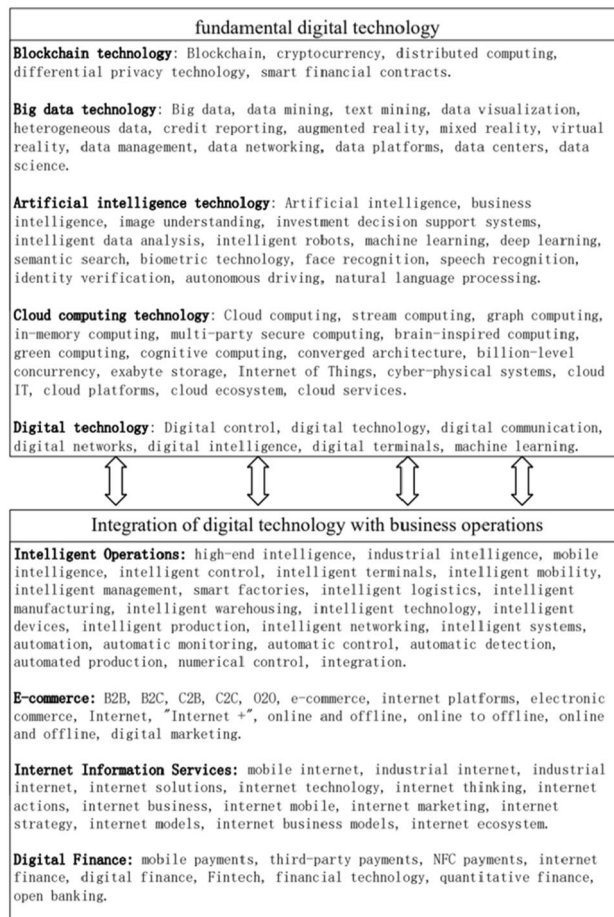 fundamental digital technology
Blockchain technology: Blockchain, cryptocurrency, distributed computing,
differential privacy technology, smart financial contracts.
Big data technology: Big data, data mining, text mining, data visualization,
heterogeneous data, credit reporting, augmented reality, mixed reality, virtual
reality, data management, data networking, data platforms, data centers, data
science.
Artificial intelligence technology: Artificial intelligence, business
intelligence, image understanding, investment decision support systems,
intelligent data analysis, intelligent robots, machine learning, deep learning,
semantic search, biometric technology, face recognition, speech recognition,
identity verification, autonomous driving, natural language processing.
Cloud computing technology: Cloud computing, stream computing, graph computing,
in-memory computing, multi-party secure computing, brain-inspired computing,
green computing, cognitive computing, converged architecture, billion-level
concurrency, exabyte storage, Internet of Things, cyber-physical systems, cloud
IT, cloud platforms, cloud ecosystem, cloud services.
Digital technology: Digital control, digital technology, digital communication,
digital networks, digital intelligence, digital terminals, machine learning.
Integration of digital technology with business operations
Intelligent Operations: high-end intelligence, industrial intelligence, mobile
intelligence, intelligent control, intelligent terminals, intelligent mobility,
intelligent management, smart factories, intelligent logistics, intelligent
manufacturing, intelligent warehousing, intelligent technology, intelligent
devices, intelligent production, intelligent networking, intelligent systems,
automation, automatic monitoring, automatic control, automatic detection,
automated production, numerical control, integration.
E-commerce: B2B, B2C, C2B, C2C, O2O, e-commerce, internet platforms, electronic
commerce, Internet, "Internet +", online and offline, online to offline, online
and offline, digital marketing.
Internet Information Services: mobile internet, industrial internet, industrial
internet, internet solutions, internet technology, internet thinking, internet
actions, internet business, internet mobile, internet marketing, internet
strategy, internet models, internet business models, internet ecosystem.
Digital Finance: mobile payments, third-party payments, NFC payments, internet
finance, digital finance, Fintech, financial technology, quantitative finance,
open banking.